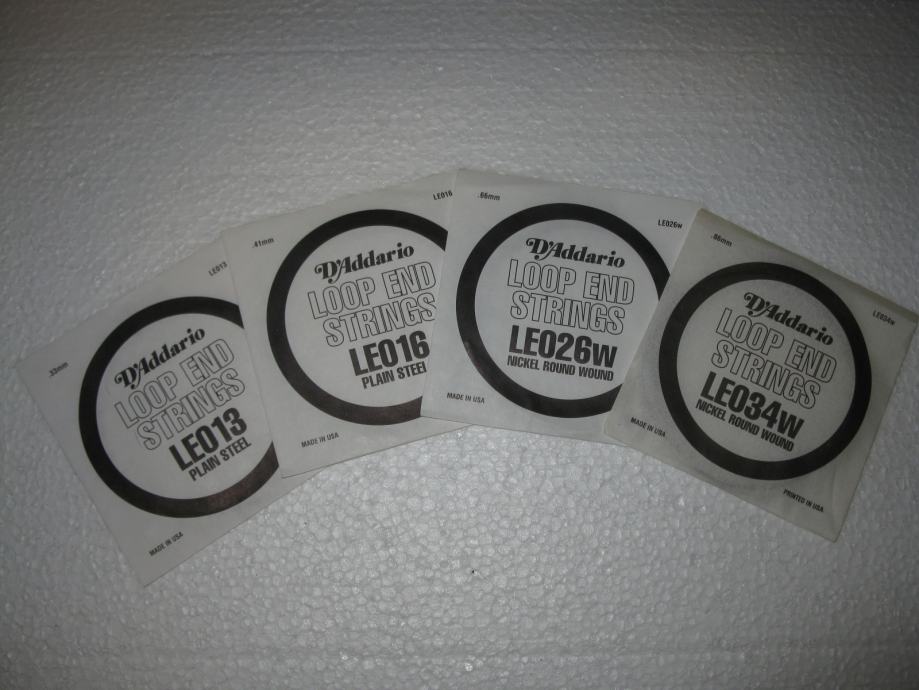 LE013
.33mm
D'Addario
LOOP END
STRINGS
LE013
PLAIN STEEL
MADE IN USA
LE016
.41mm
D'Addario
LOOP END
STRINGS
LE016
PLAIN STEEL
MADE IN USA
.66mm
LE026w
D'Addario
LOOP END
STRINGS
LE026w
NICKEL ROUND WOUND
MADE IN USA
.86mm
LE034w
D'Addario
LOOP END
STRINGS
LE034w
NICKEL ROUND WOUND
MADE IN USA
PRINTED IN USA